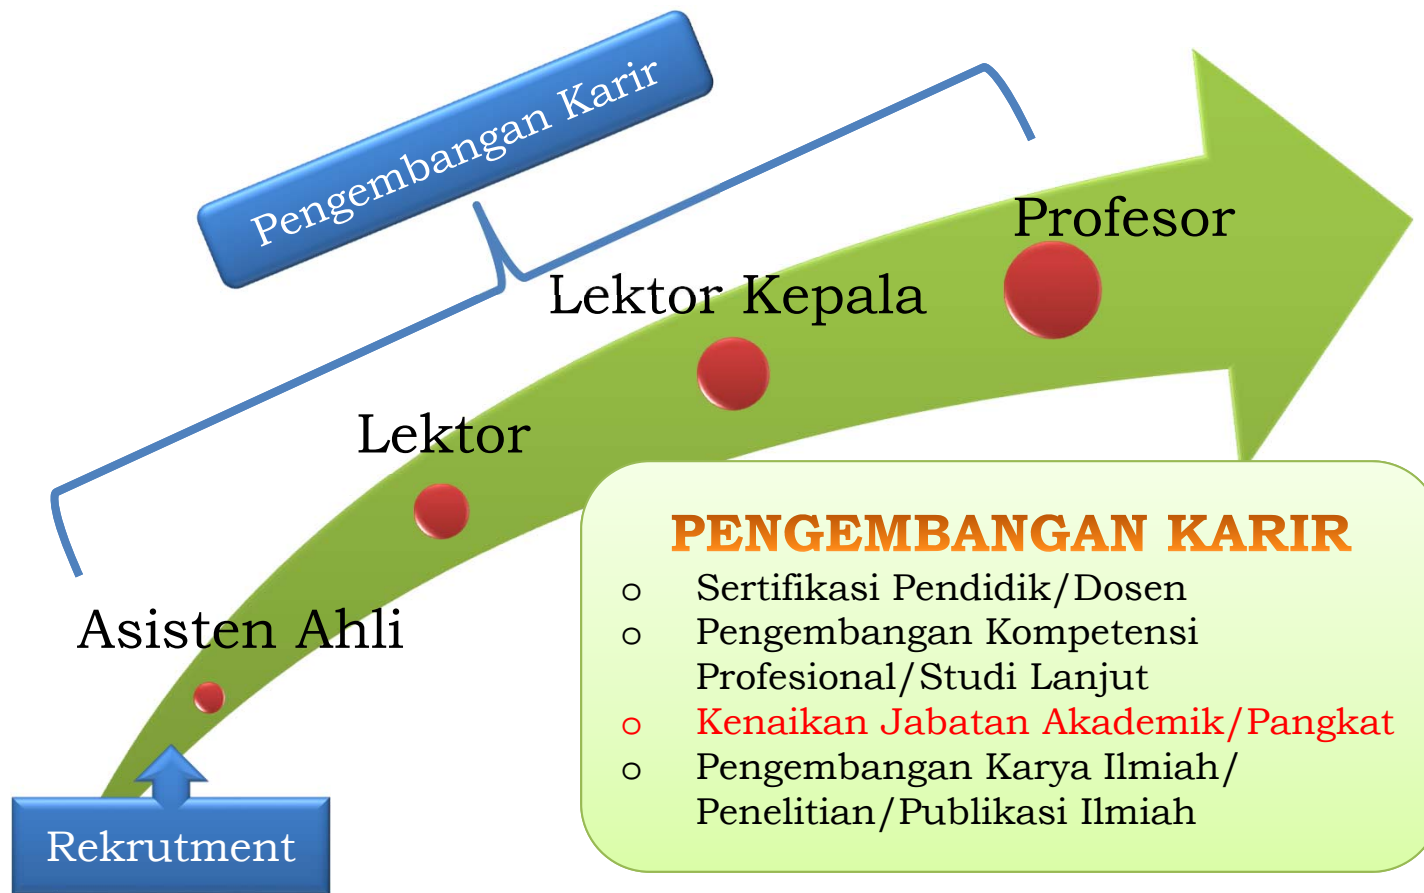 Pengembangan Karir
Profesor
Lektor Kepala
Lektor
Asisten Ahli
Rekrutment
PENGEMBANGAN KARIR
o Sertifikasi Pendidik/Dosen
o Pengembangan Kompetensi
Profesional/Studi Lanjut
o Kenaikan Jabatan Akademik/Pangkat
o Pengembangan Karya Ilmiah/
Penelitian/Publikasi Ilmiah